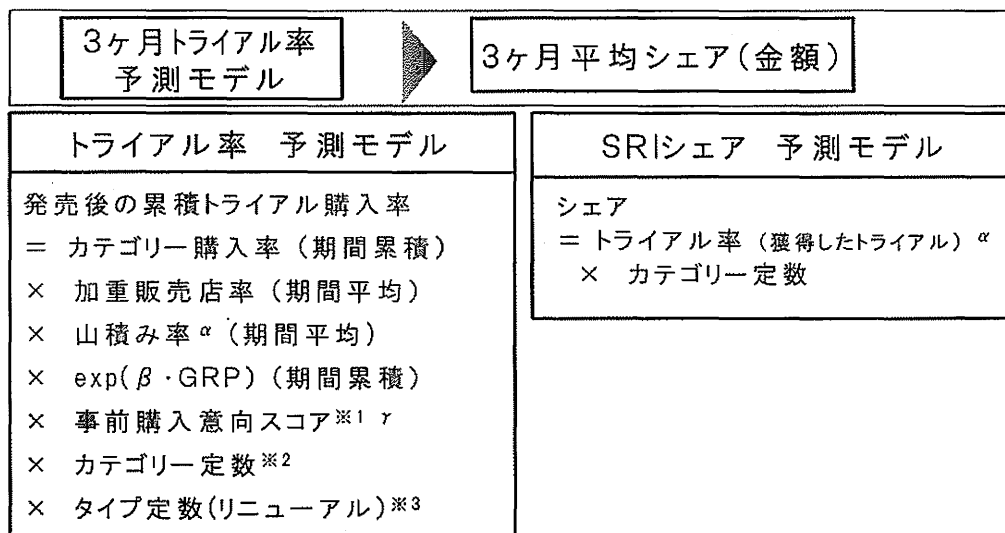 3ヶ月トライアル率
予測モデル
3ヶ月平均シェア(金額)
トライアル率 予測モデル
発売後の累積トライアル購入率
= カテゴリー購入率(期間累積)
× 加重販売店率(期間平均)
× 山積み率α(期間平均)
× exp(β・GRP)(期間累積)
× 事前購入意向スコア※1 γ
× カテゴリー定数※2
× タイプ定数(リニューアル)※3
SRIシェア 予測モデル
シェア
= トライアル率(獲得したトライアル)α
× カテゴリー定数